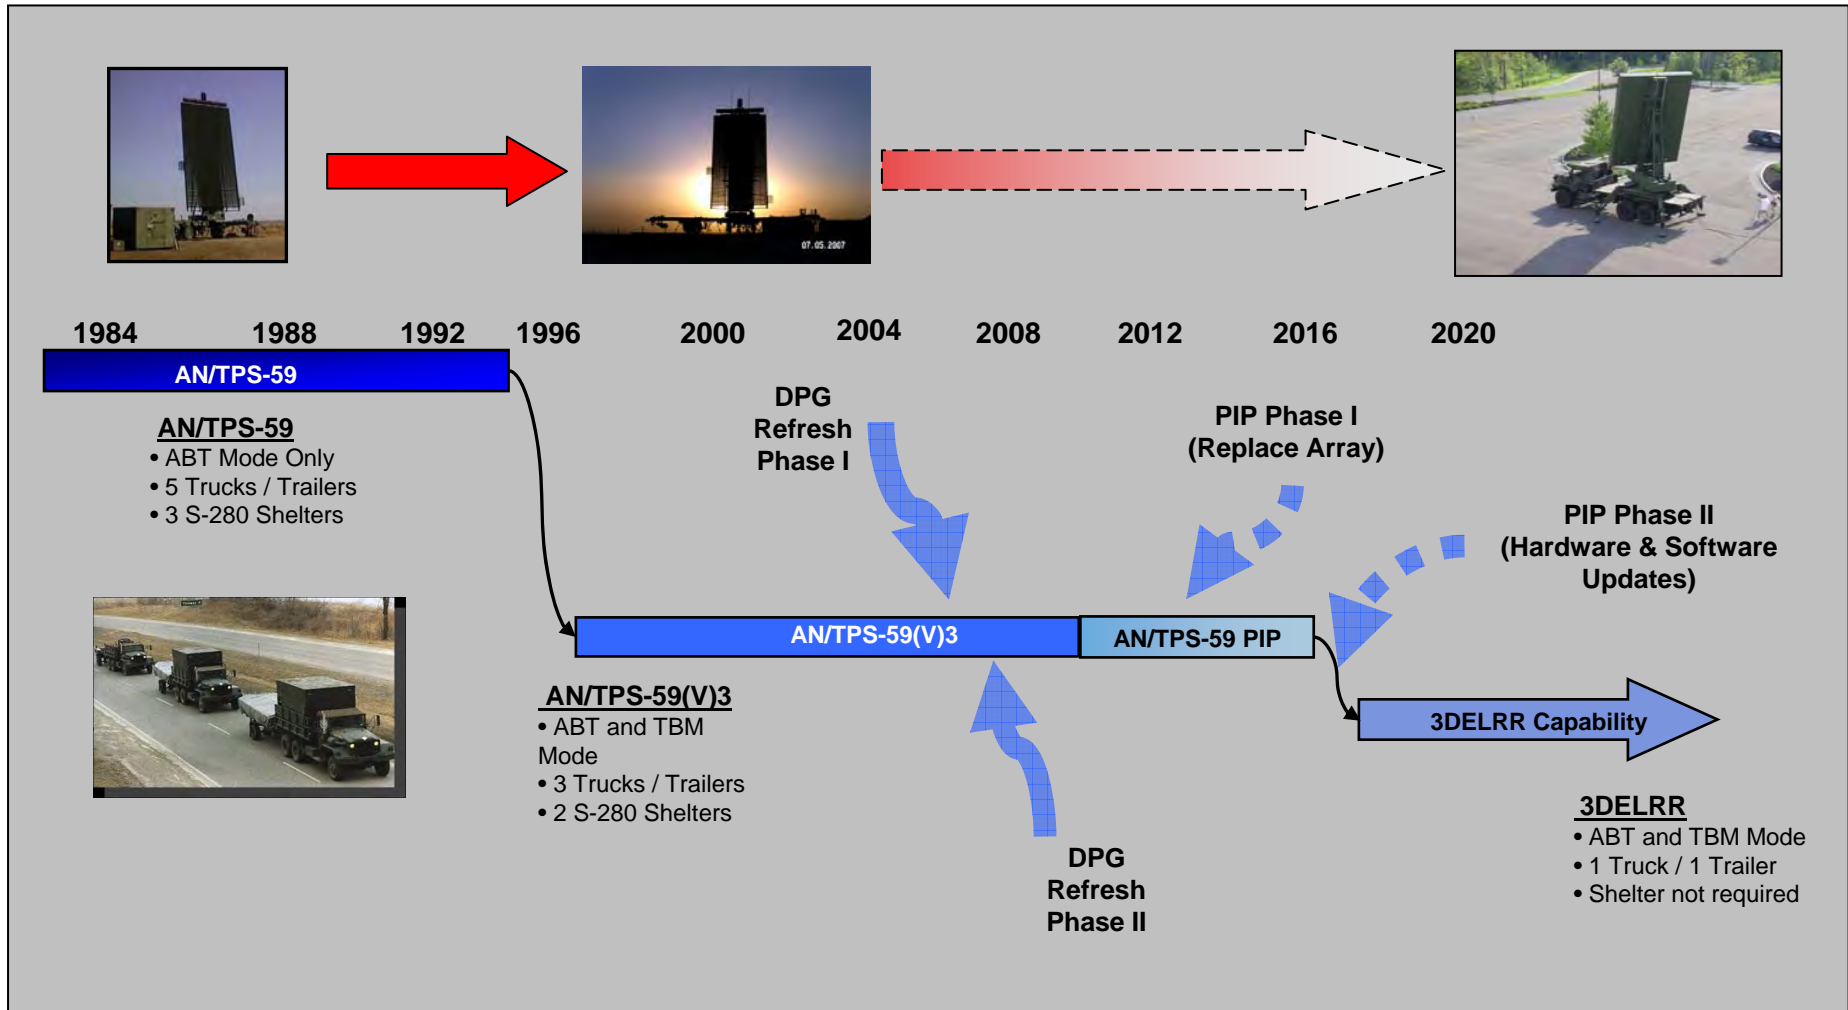 07.05.2007
1984 1988 1992 1996 2000 2004 2008 2012 2016 2020
AN/TPS-59
AN/TPS-59
• ABT Mode Only
• 5 Trucks / Trailers
• 3 S-280 Shelters
DPG
Refresh
Phase I
PIP Phase I
(Replace Array)
PIP Phase II
(Hardware & Software
Updates)
AN/TPS-59(V)3
AN/TPS-59 PIP
AN/TPS-59(V)3
• ABT and TBM
Mode
• 3 Trucks / Trailers
• 2 S-280 Shelters
3DELRR Capability
DPG
Refresh
Phase II
3DELRR
• ABT and TBM Mode
• 1 Truck / 1 Trailer
• Shelter not required